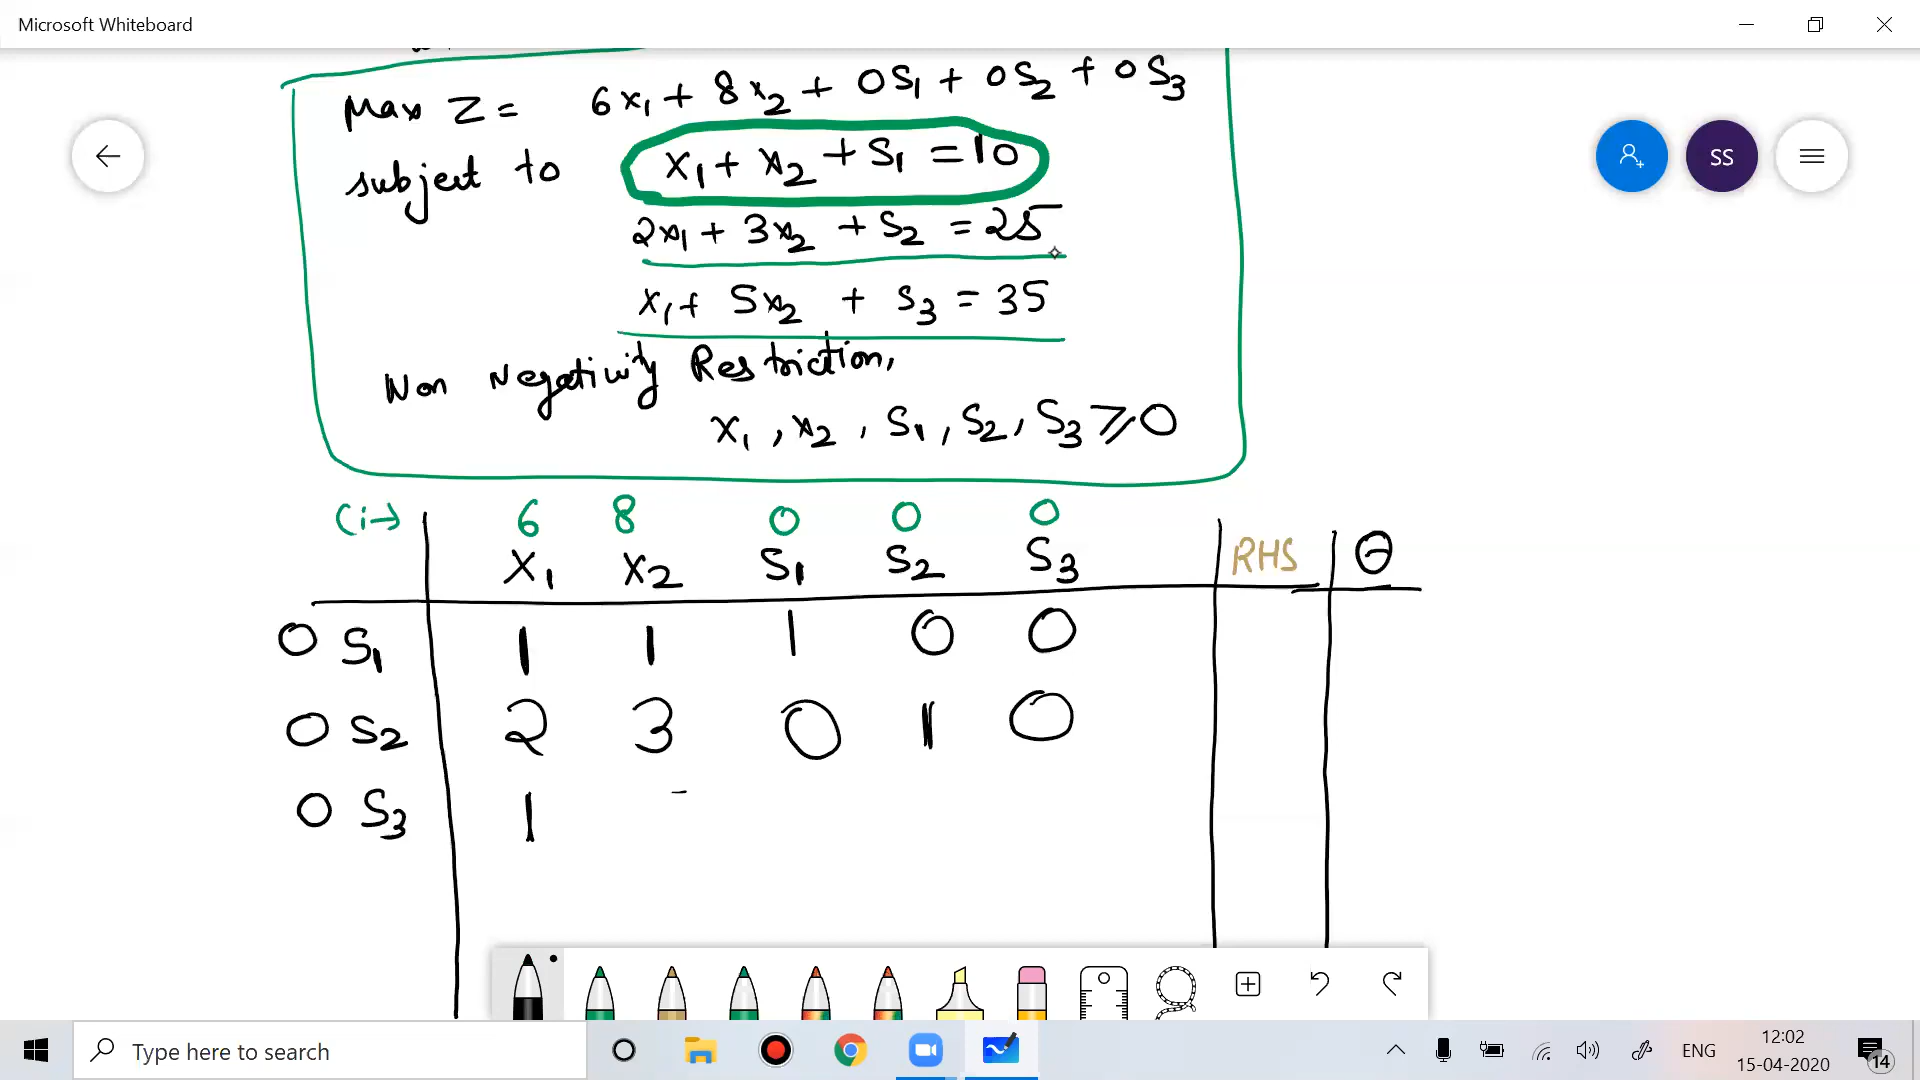 Microsoft Whiteboard
Max Z = 6x₁ + 8x₂ + 0S₁ + 0S₂ + 0S₃
subject to x₁ + x₂ + S₁ = 10
SS
2x₁ + 3x₂ + S₂ = 25
x₁ + 5x₂ + S₃ = 35
Non Negativity Restriction,
x₁, x₂, S₁, S₂, S₃ ≥ 0
Ci→ 6 8 0 0 0
X₁ X₂ S₁ S₂ S₃ RHS Θ
0 S₁ 1 1 1 0 0
0 S₂ 2 3 0 1 0
0 S₃ 1
Type here to search
ENG
12:02
15-04-2020
14